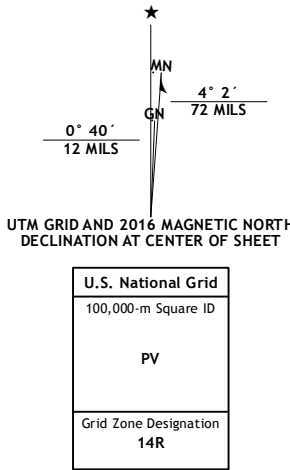 ★
MN
4° 2´
72 MILS
GN
0° 40´
12 MILS
UTM GRID AND 2016 MAGNETIC NORTH
DECLINATION AT CENTER OF SHEET
U.S. National Grid
100,000-m Square ID
PV
Grid Zone Designation
14R